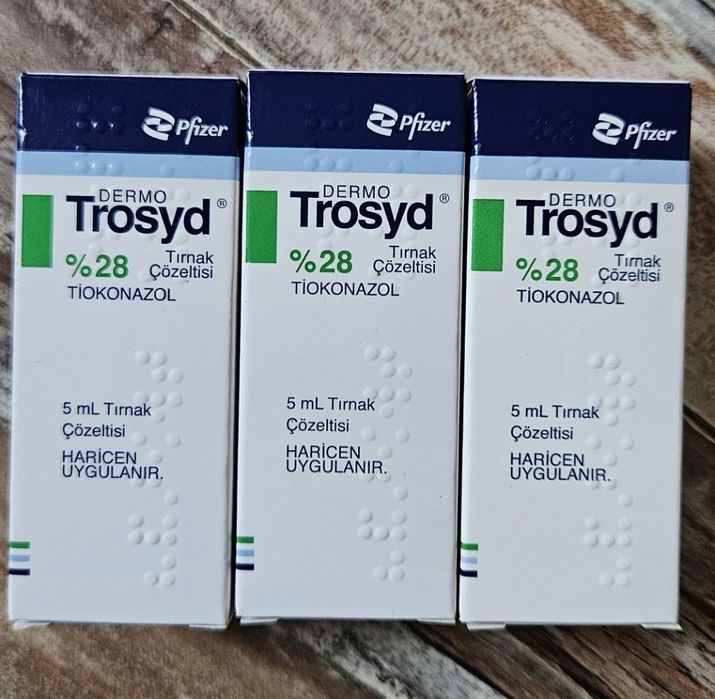 Pfizer
DERMO
Trosyd®
%28 Tırnak
Çözeltisi
TİOKONAZOL
5 mL Tırnak
Çözeltisi
HARİCEN
UYGULANIR.
Pfizer
DERMO
Trosyd®
%28 Tırnak
Çözeltisi
TİOKONAZOL
5 mL Tırnak
Çözeltisi
HARİCEN
UYGULANIR.
Pfizer
DERMO
Trosyd®
%28 Tırnak
Çözeltisi
TİOKONAZOL
5 mL Tırnak
Çözeltisi
HARİCEN
UYGULANIR.